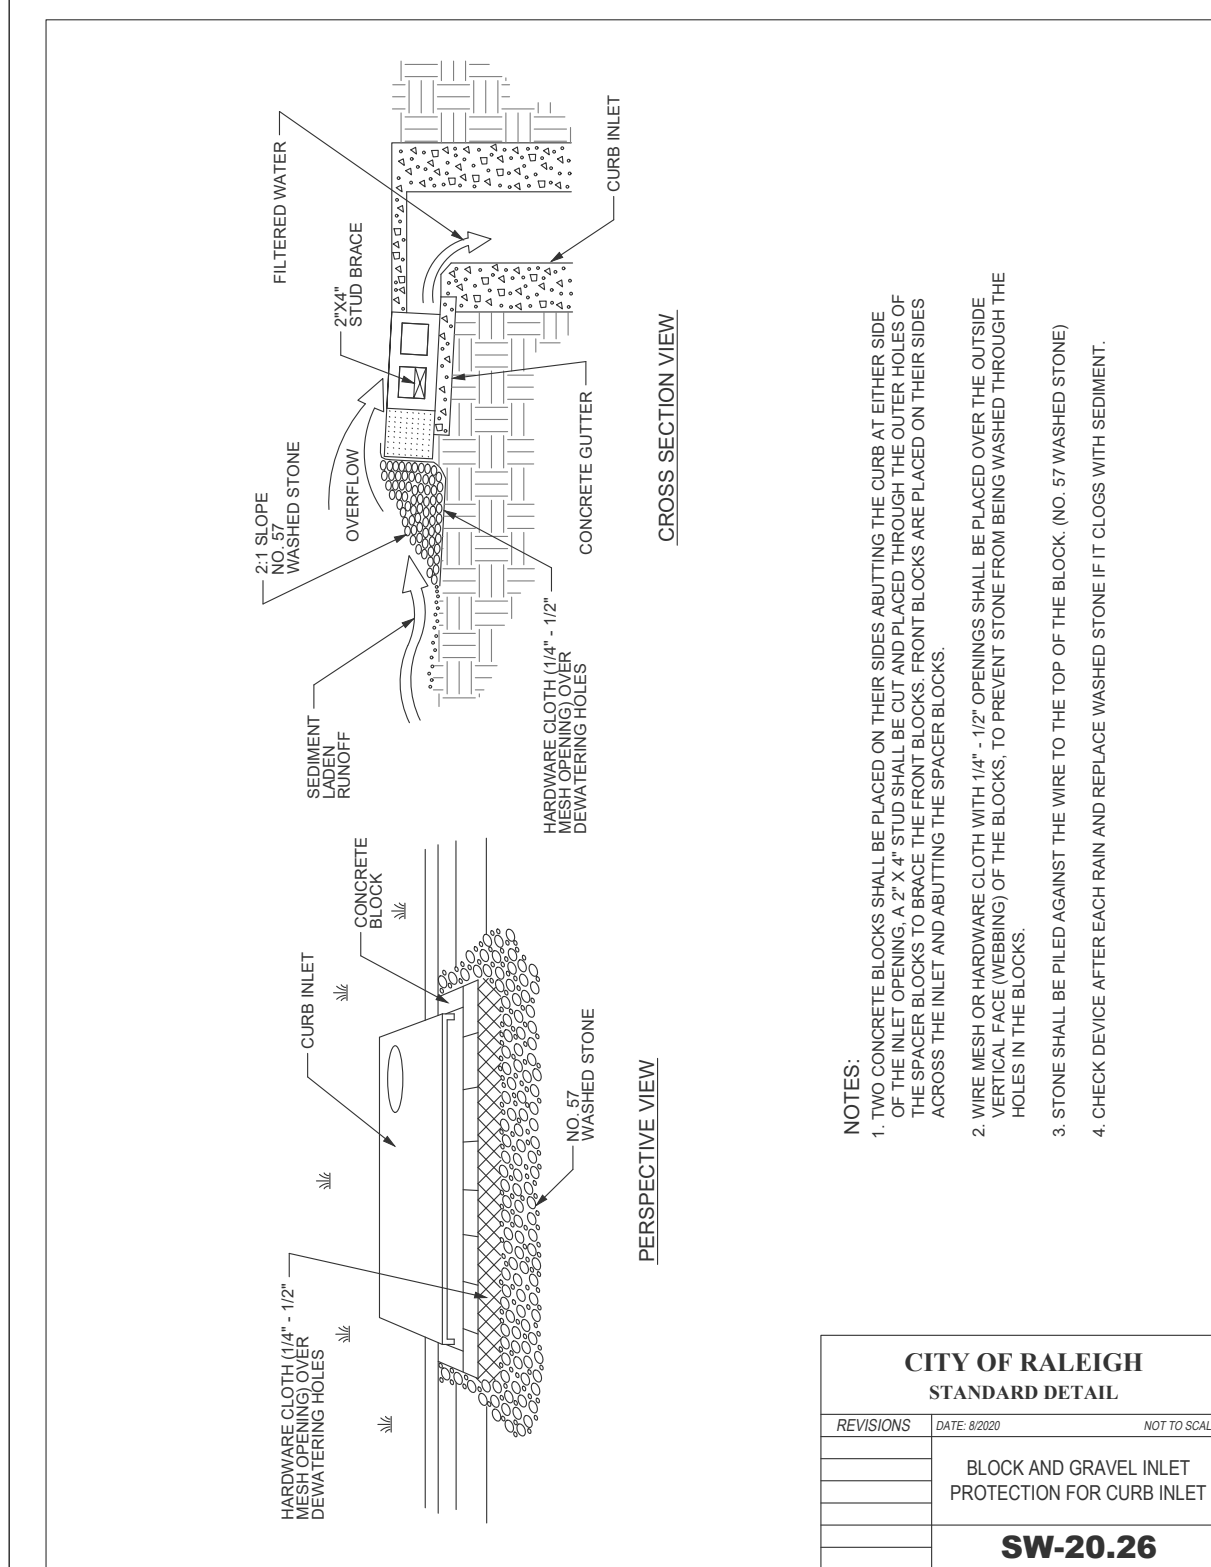 HARDWARE CLOTH (1/4" - 1/2"
MESH OPENING) OVER
DEWATERING HOLES
CURB INLET
CONCRETE
BLOCK
NO. 57
WASHED STONE
PERSPECTIVE VIEW
SEDIMENT
LADEN
RUNOFF
2:1 SLOPE
NO. 57
WASHED STONE
OVERFLOW
2"X4"
STUD BRACE
FILTERED WATER
HARDWARE CLOTH (1/4" - 1/2"
MESH OPENING) OVER
DEWATERING HOLES
CONCRETE GUTTER
CURB INLET
CROSS SECTION VIEW
NOTES:
1. TWO CONCRETE BLOCKS SHALL BE PLACED ON THEIR SIDES ABUTTING THE CURB AT EITHER SIDE
OF THE INLET OPENING, A 2" X 4" STUD SHALL BE CUT AND PLACED THROUGH THE OUTER HOLES OF
THE SPACER BLOCKS TO BRACE THE FRONT BLOCKS. FRONT BLOCKS ARE PLACED ON THEIR SIDES
ACROSS THE INLET AND ABUTTING THE SPACER BLOCKS.
2. WIRE MESH OR HARDWARE CLOTH WITH 1/4" - 1/2" OPENINGS SHALL BE PLACED OVER THE OUTSIDE
VERTICAL FACE (WEBBING) OF THE BLOCKS, TO PREVENT STONE FROM BEING WASHED THROUGH THE
HOLES IN THE BLOCKS.
3. STONE SHALL BE PILED AGAINST THE WIRE TO THE TOP OF THE BLOCK. (NO. 57 WASHED STONE)
4. CHECK DEVICE AFTER EACH RAIN AND REPLACE WASHED STONE IF IT CLOGS WITH SEDIMENT.
CITY OF RALEIGH
STANDARD DETAIL
REVISIONS DATE: 8/2020 NOT TO SCAL
BLOCK AND GRAVEL INLET
PROTECTION FOR CURB INLET
SW-20.26